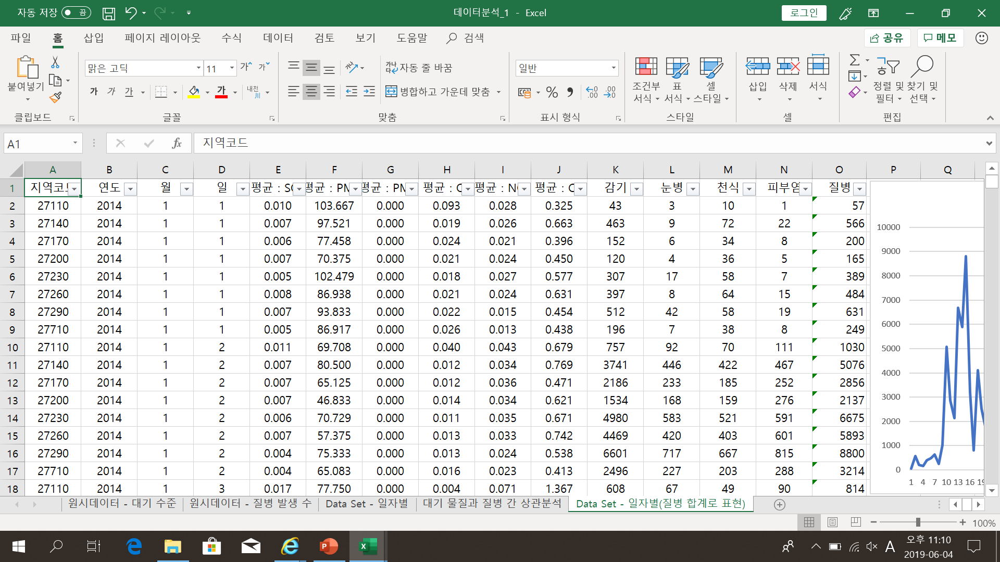 자동 저장 끔 데이터분석_1 - Excel 로그인
파일 홈 삽입 페이지 레이아웃 수식 데이터 검토 보기 도움말 검색 공유 메모
붙여넣기 맑은 고딕 11 가 가 가나다 자동 줄 바꿈 일반 조건부 서식 표 서식 셀 스타일 삽입 삭제 서식 정렬 및 필터 찾기 및 선택
가 가 가 가 내천 川 병합하고 가운데 맞춤 % , .00 .00
클립보드 글꼴 맞춤 표시 형식 스타일 셀 편집
A1 fx 지역코드
A B C D E F G H I J K L M N O P Q
1 지역코드 연도 월 일 평균 : SO 평균 : PM 평균 : PM 평균 : O 평균 : NO 평균 : C 감기 눈병 천식 피부염 질병
2 27110 2014 1 1 0.010 103.667 0.000 0.093 0.028 0.325 43 3 10 1 57
3 27140 2014 1 1 0.007 97.521 0.000 0.019 0.026 0.663 463 9 72 22 566
4 27170 2014 1 1 0.006 77.458 0.000 0.024 0.021 0.396 152 6 34 8 200
5 27200 2014 1 1 0.007 70.375 0.000 0.021 0.024 0.450 120 4 36 5 165
6 27230 2014 1 1 0.005 102.479 0.000 0.018 0.027 0.577 307 17 58 7 389
7 27260 2014 1 1 0.008 86.938 0.000 0.021 0.024 0.631 397 8 64 15 484
8 27290 2014 1 1 0.007 93.833 0.000 0.022 0.015 0.454 512 42 58 19 631
9 27710 2014 1 1 0.005 86.917 0.000 0.026 0.013 0.438 196 7 38 8 249
10 27110 2014 1 2 0.011 69.708 0.000 0.040 0.043 0.679 757 92 70 111 1030
11 27140 2014 1 2 0.007 80.500 0.000 0.012 0.034 0.769 3741 446 422 467 5076
12 27170 2014 1 2 0.007 65.125 0.000 0.012 0.036 0.471 2186 233 185 252 2856
13 27200 2014 1 2 0.007 46.833 0.000 0.014 0.034 0.621 1534 168 159 276 2137
14 27230 2014 1 2 0.006 70.729 0.000 0.011 0.035 0.671 4980 583 521 591 6675
15 27260 2014 1 2 0.007 57.375 0.000 0.013 0.033 0.742 4469 420 403 601 5893
16 27290 2014 1 2 0.004 75.333 0.000 0.013 0.024 0.538 6601 717 667 815 8800
17 27710 2014 1 2 0.004 65.083 0.000 0.016 0.023 0.413 2496 227 203 288 3214
18 27110 2014 1 3 0.017 77.750 0.000 0.004 0.071 1.367 608 67 49 90 814
10000
9000
8000
7000
6000
5000
4000
3000
2000
1000
0
1 4 7 10 13 16 19
원시데이터 - 대기 수준 원시데이터 - 질병 발생 수 Data Set - 일자별 대기 물질과 질병 간 상관분석 Data Set - 일자별(질병 합계로 표현)
100%
A 오후 11:10
2019-06-04